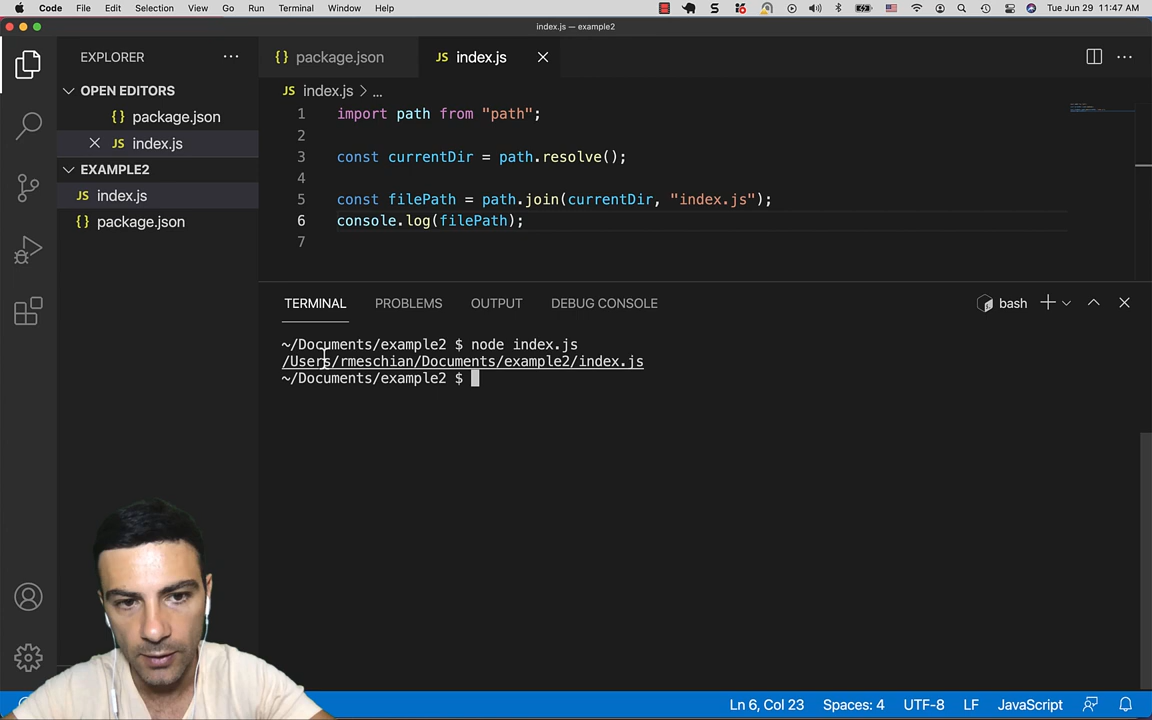 Code File Edit Selection View Go Run Terminal Window Help Tue Jun 29 11:47 AM
index.js — example2
EXPLORER
OPEN EDITORS
{} package.json
JS index.js
EXAMPLE2
JS index.js
{} package.json
{} package.json JS index.js
JS index.js > ...
1 import path from "path";
2
3 const currentDir = path.resolve();
4
5 const filePath = path.join(currentDir, "index.js");
6 console.log(filePath);
7
TERMINAL PROBLEMS OUTPUT DEBUG CONSOLE bash
~/Documents/example2 $ node index.js
/Users/rmeschian/Documents/example2/index.js
~/Documents/example2 $
Ln 6, Col 23 Spaces: 4 UTF-8 LF JavaScript